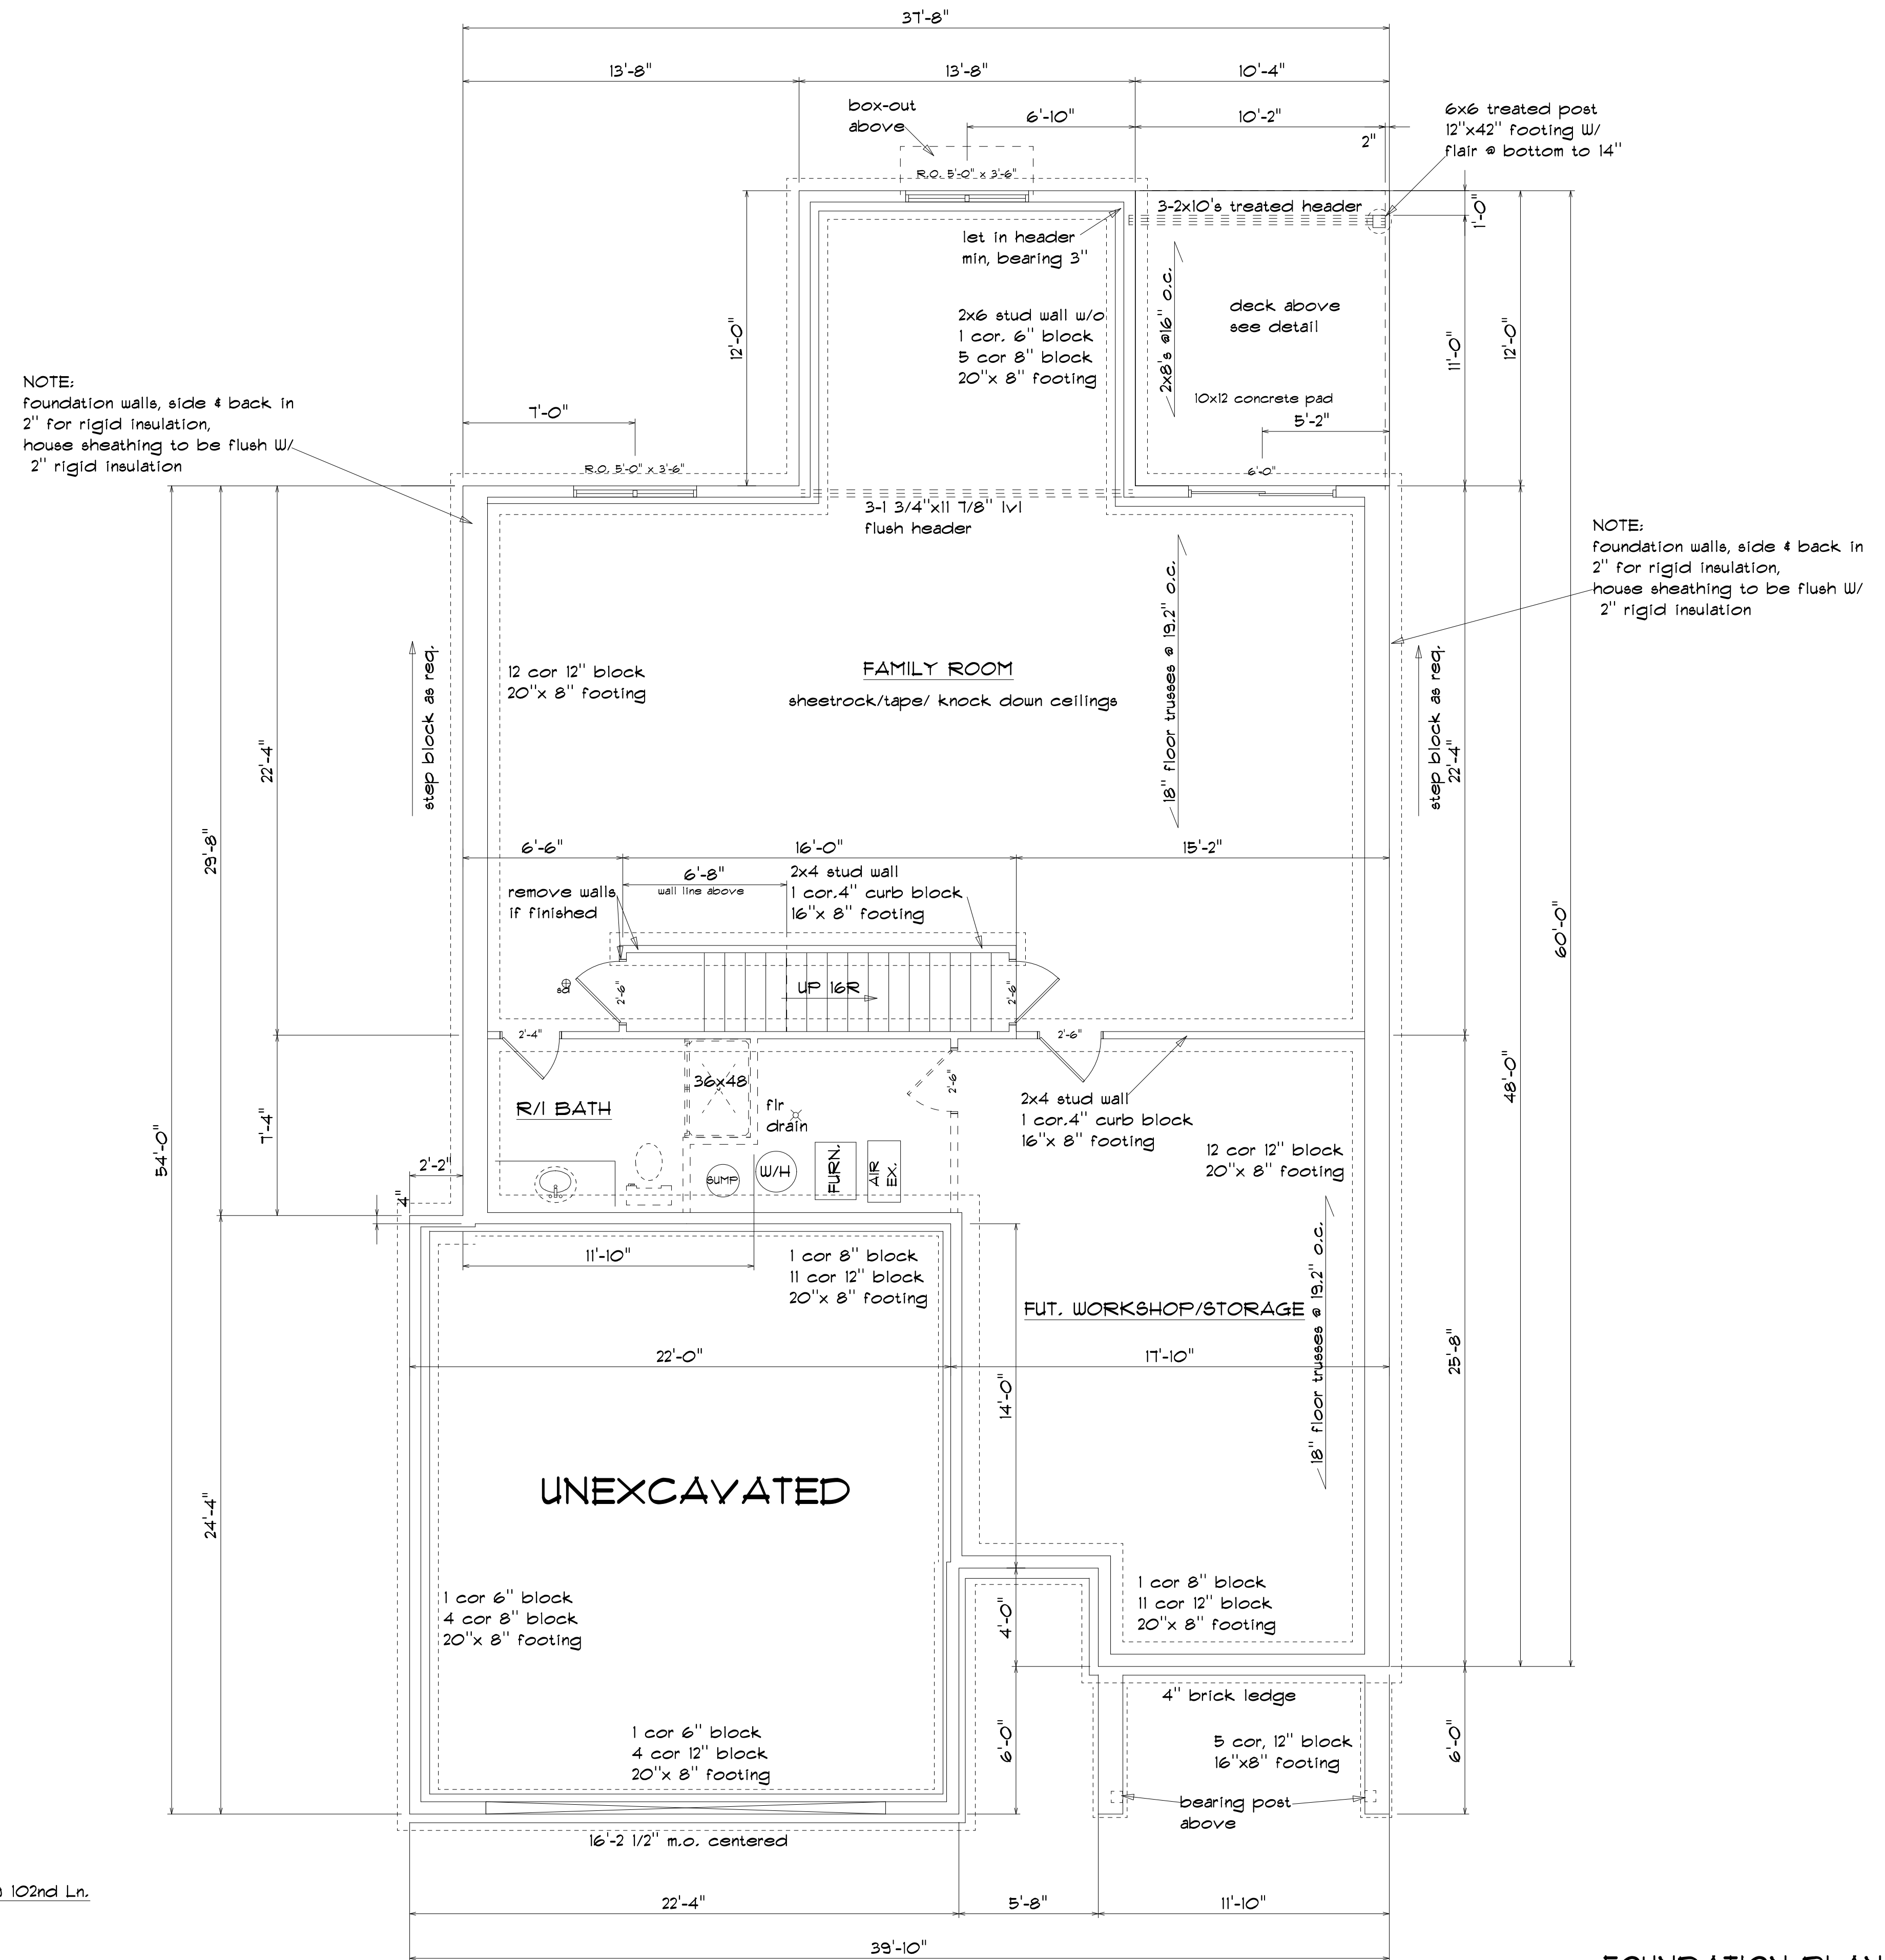 37'-8"
13'-8"
13'-8"
10'-4"
box-out
above
6'-10"
10'-2"
2"
6x6 treated post
12"x42" footing W/
flair @ bottom to 14"
R.O. 5'-0" x 3'-6"
3-2x10's treated header
1'-0"
let in header
min, bearing 3"
2x8's @16" o.c.
deck above
see detail
12'-0"
11'-0"
12'-0"
2x6 stud wall w/o
1 cor. 6" block
5 cor 8" block
20"x 8" footing
NOTE:
foundation walls, side & back in
2" for rigid insulation,
house sheathing to be flush W/
2" rigid insulation
7'-0"
10x12 concrete pad
5'-2"
R.O. 5'-0" x 3'-6"
6'-0"
3-1 3/4"x11 7/8" lvl
flush header
NOTE:
foundation walls, side & back in
2" for rigid insulation,
house sheathing to be flush W/
2" rigid insulation
18" floor trusses @ 19.2" o.c.
step block as req.
12 cor 12" block
20"x 8" footing
FAMILY ROOM
sheetrock/tape/ knock down ceilings
step block as req.
22'-4"
22'-4"
29'-8"
6'-6"
16'-0"
15'-2"
6'-8"
wall line above
2x4 stud wall
1 cor.4" curb block
16"x 8" footing
remove walls
if finished
60'-0"
sd
2'-6"
UP 16R
2'-6"
2'-4"
2'-6"
48'-0"
36x48
2'-6"
R/I BATH
flr
drain
2x4 stud wall
1 cor.4" curb block
16"x 8" footing
7'-4"
54'-0"
2'-2"
4"
SUMP
W/H
FURN.
AIR
EX.
12 cor 12" block
20"x 8" footing
11'-10"
1 cor 8" block
11 cor 12" block
20"x 8" footing
FUT. WORKSHOP/STORAGE
18" floor trusses @ 19.2" o.c.
22'-0"
17'-10"
25'-8"
14'-0"
UNEXCAVATED
24'-4"
1 cor 6" block
4 cor 8" block
20"x 8" footing
1 cor 8" block
11 cor 12" block
20"x 8" footing
4'-0"
4" brick ledge
1 cor 6" block
4 cor 12" block
20"x 8" footing
6'-0"
5 cor, 12" block
16"x8" footing
6'-0"
bearing post
above
16'-2 1/2" m.o. centered
102nd Ln.
22'-4"
5'-8"
11'-10"
39'-10"
FOUNDATION PLAN